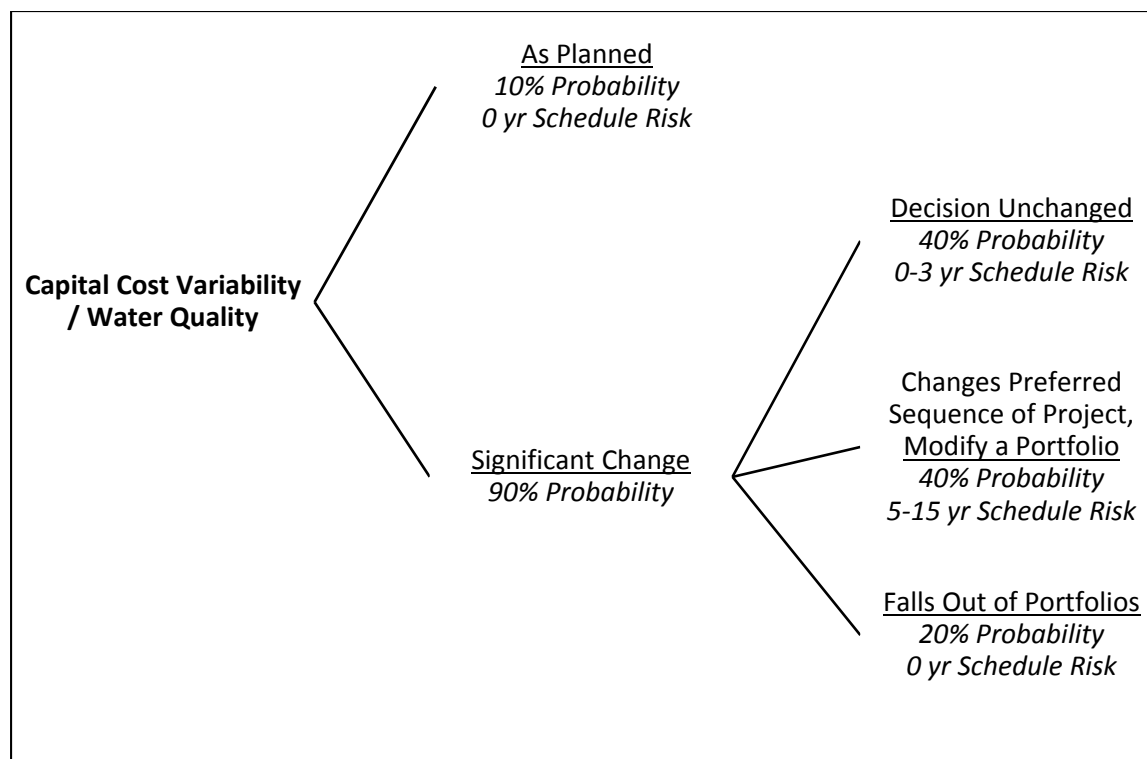 As Planned
10% Probability
0 yr Schedule Risk
Capital Cost Variability
/ Water Quality
Significant Change
90% Probability
Decision Unchanged
40% Probability
0-3 yr Schedule Risk
Changes Preferred
Sequence of Project,
Modify a Portfolio
40% Probability
5-15 yr Schedule Risk
Falls Out of Portfolios
20% Probability
0 yr Schedule Risk